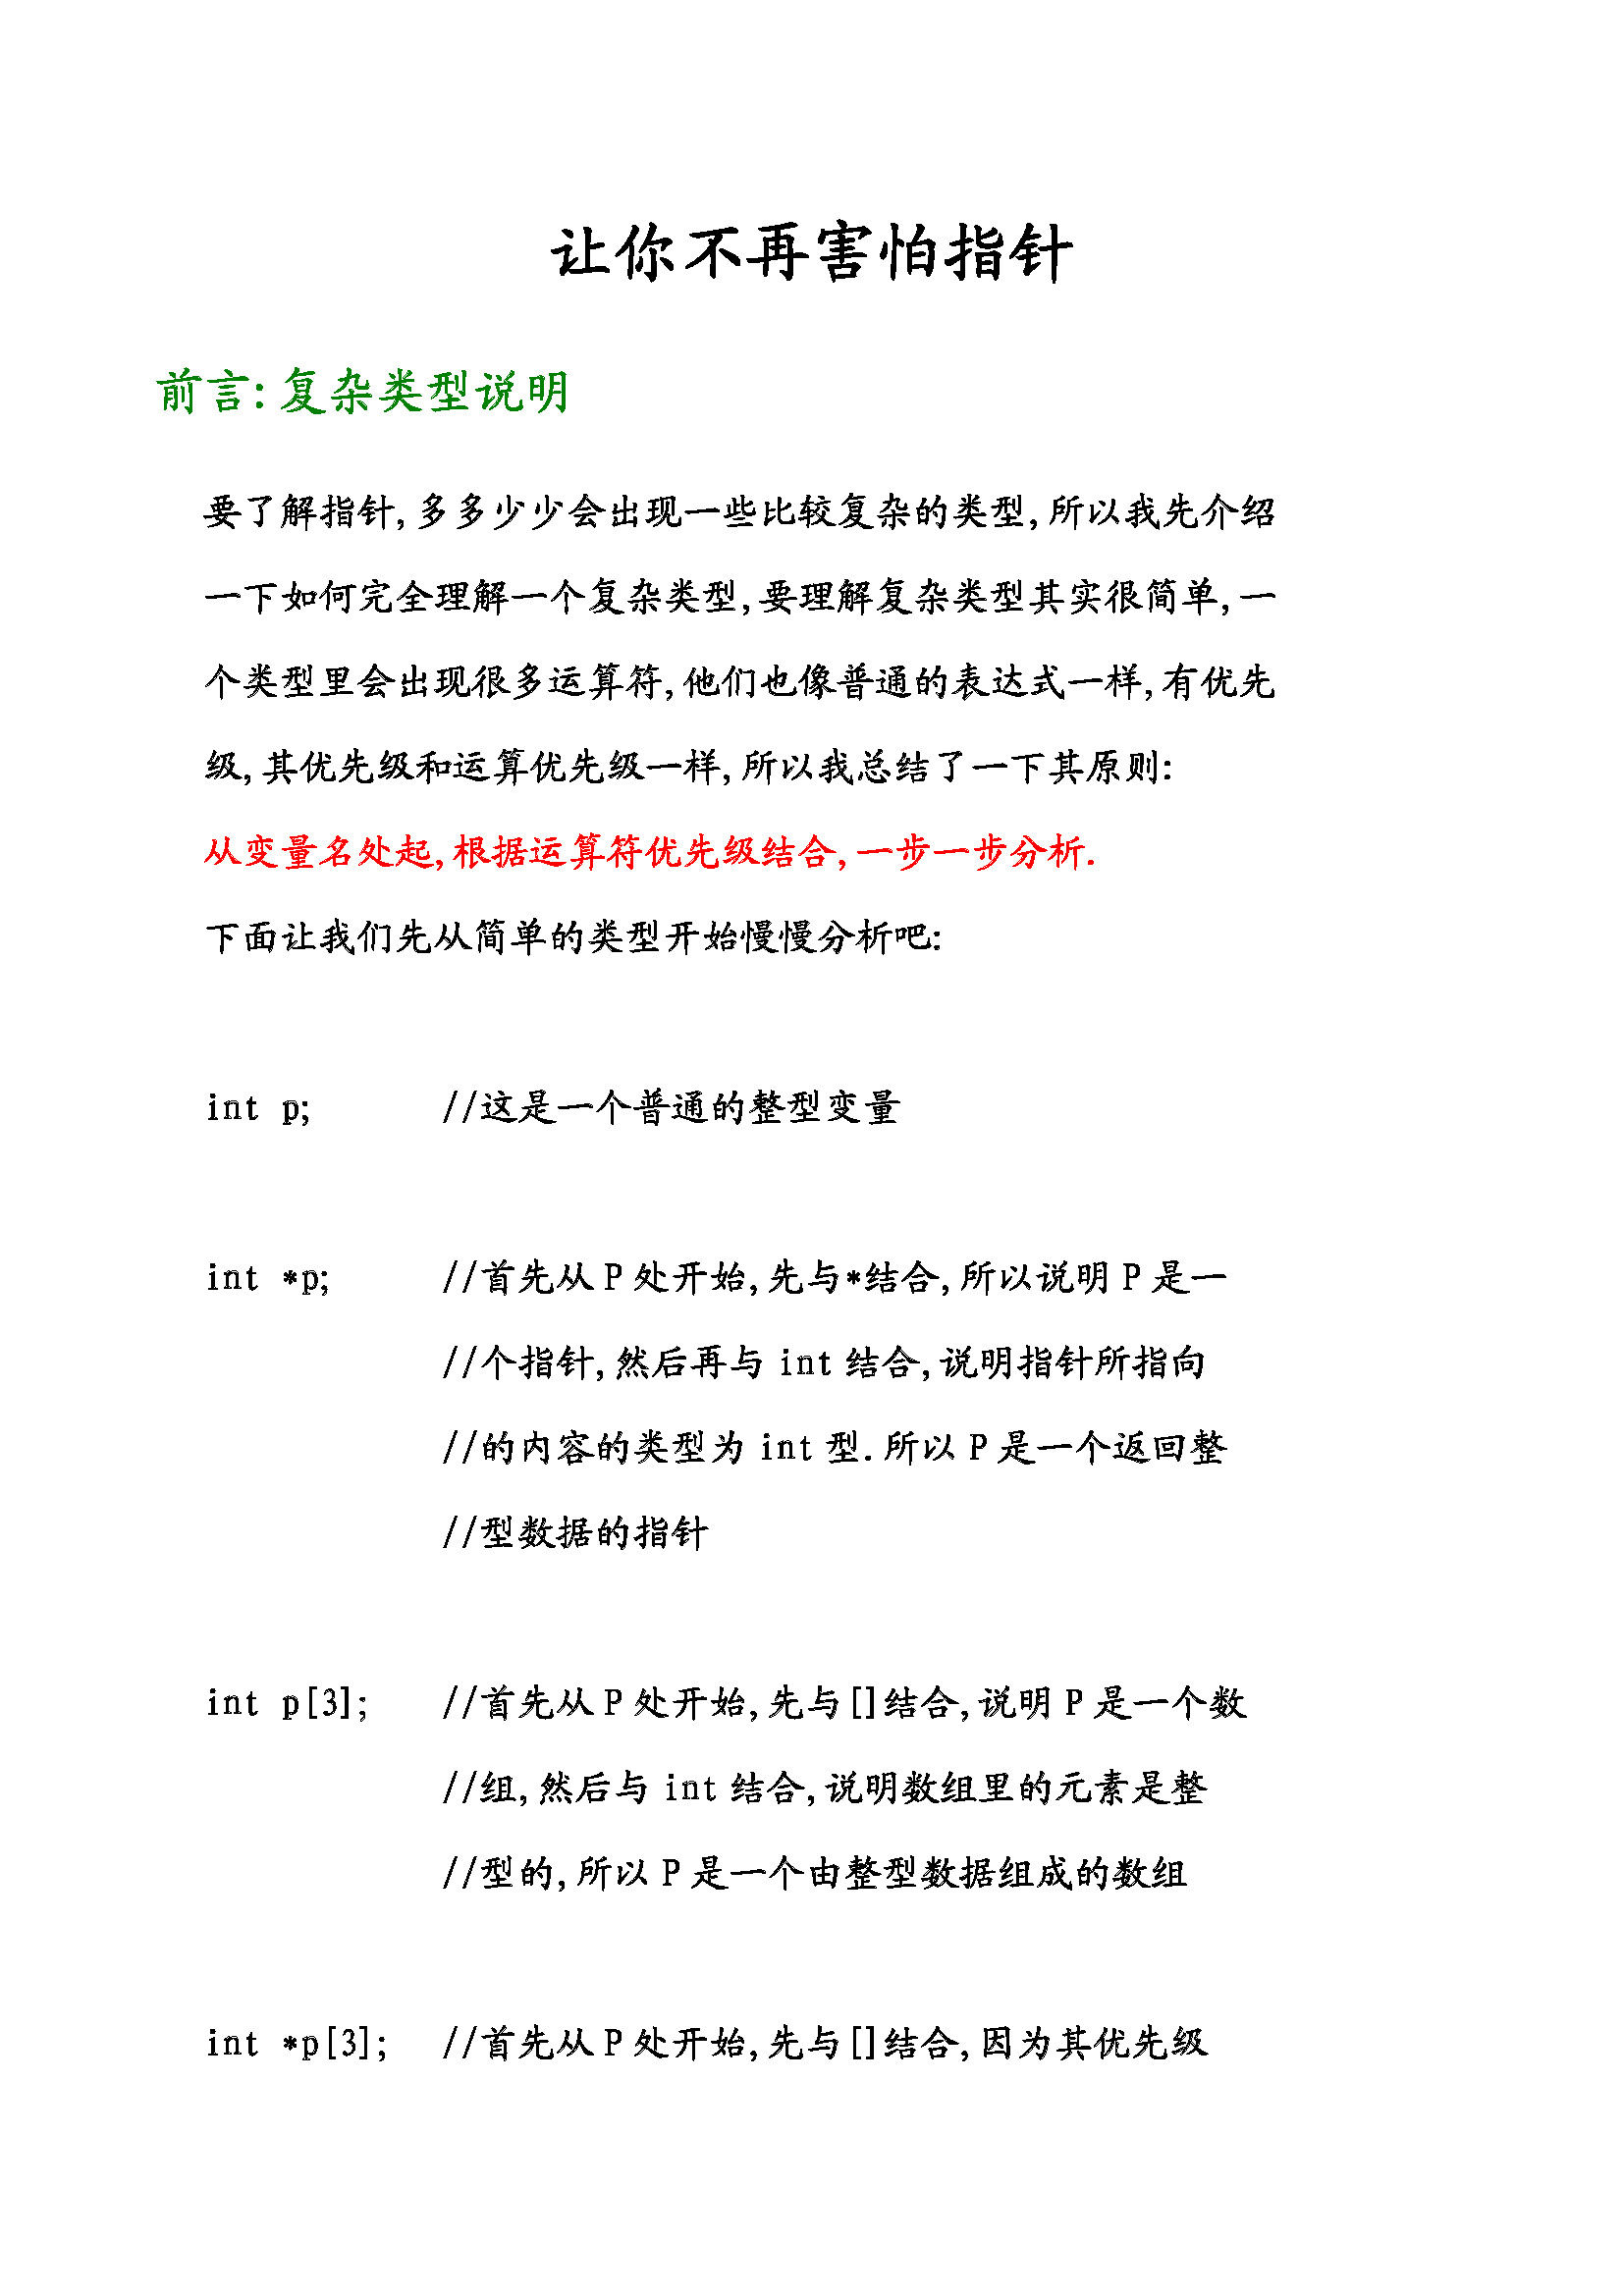 让你不再害怕指针
前言:复杂类型说明
要了解指针,多多少少会出现一些比较复杂的类型,所以我先介绍
一下如何完全理解一个复杂类型,要理解复杂类型其实很简单,一
个类型里会出现很多运算符,他们也像普通的表达式一样,有优先
级,其优先级和运算优先级一样,所以我总结了一下其原则:
从变量名处起,根据运算符优先级结合,一步一步分析.
下面让我们先从简单的类型开始慢慢分析吧:
int p; //这是一个普通的整型变量
int *p; //首先从 P 处开始,先与*结合,所以说明 P 是一
//个指针,然后再与 int 结合,说明指针所指向
//的内容的类型为 int 型.所以 P 是一个返回整
//型数据的指针
int p[3]; //首先从 P 处开始,先与[]结合,说明 P 是一个数
//组,然后与 int 结合,说明数组里的元素是整
//型的,所以 P 是一个由整型数据组成的数组
int *p[3]; //首先从 P 处开始,先与[]结合,因为其优先级